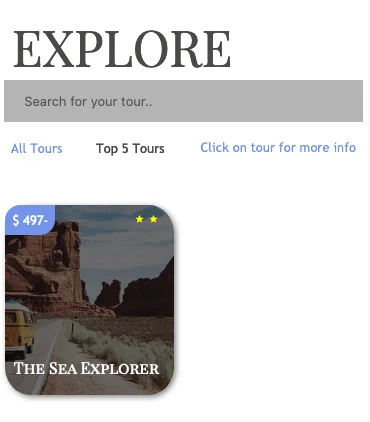 EXPLORE
Search for your tour..
All Tours Top 5 Tours Click on tour for more info
$ 497-
The Sea Explorer